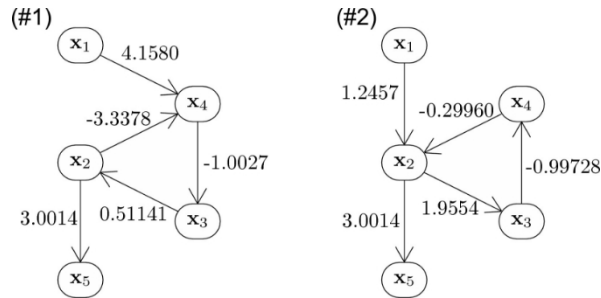 (#1)
x1
4.1580
x4
-3.3378
x2
-1.0027
0.51141
3.0014
x3
x5
(#2)
x1
1.2457
x4
-0.29960
x2
-0.99728
1.9554
3.0014
x3
x5